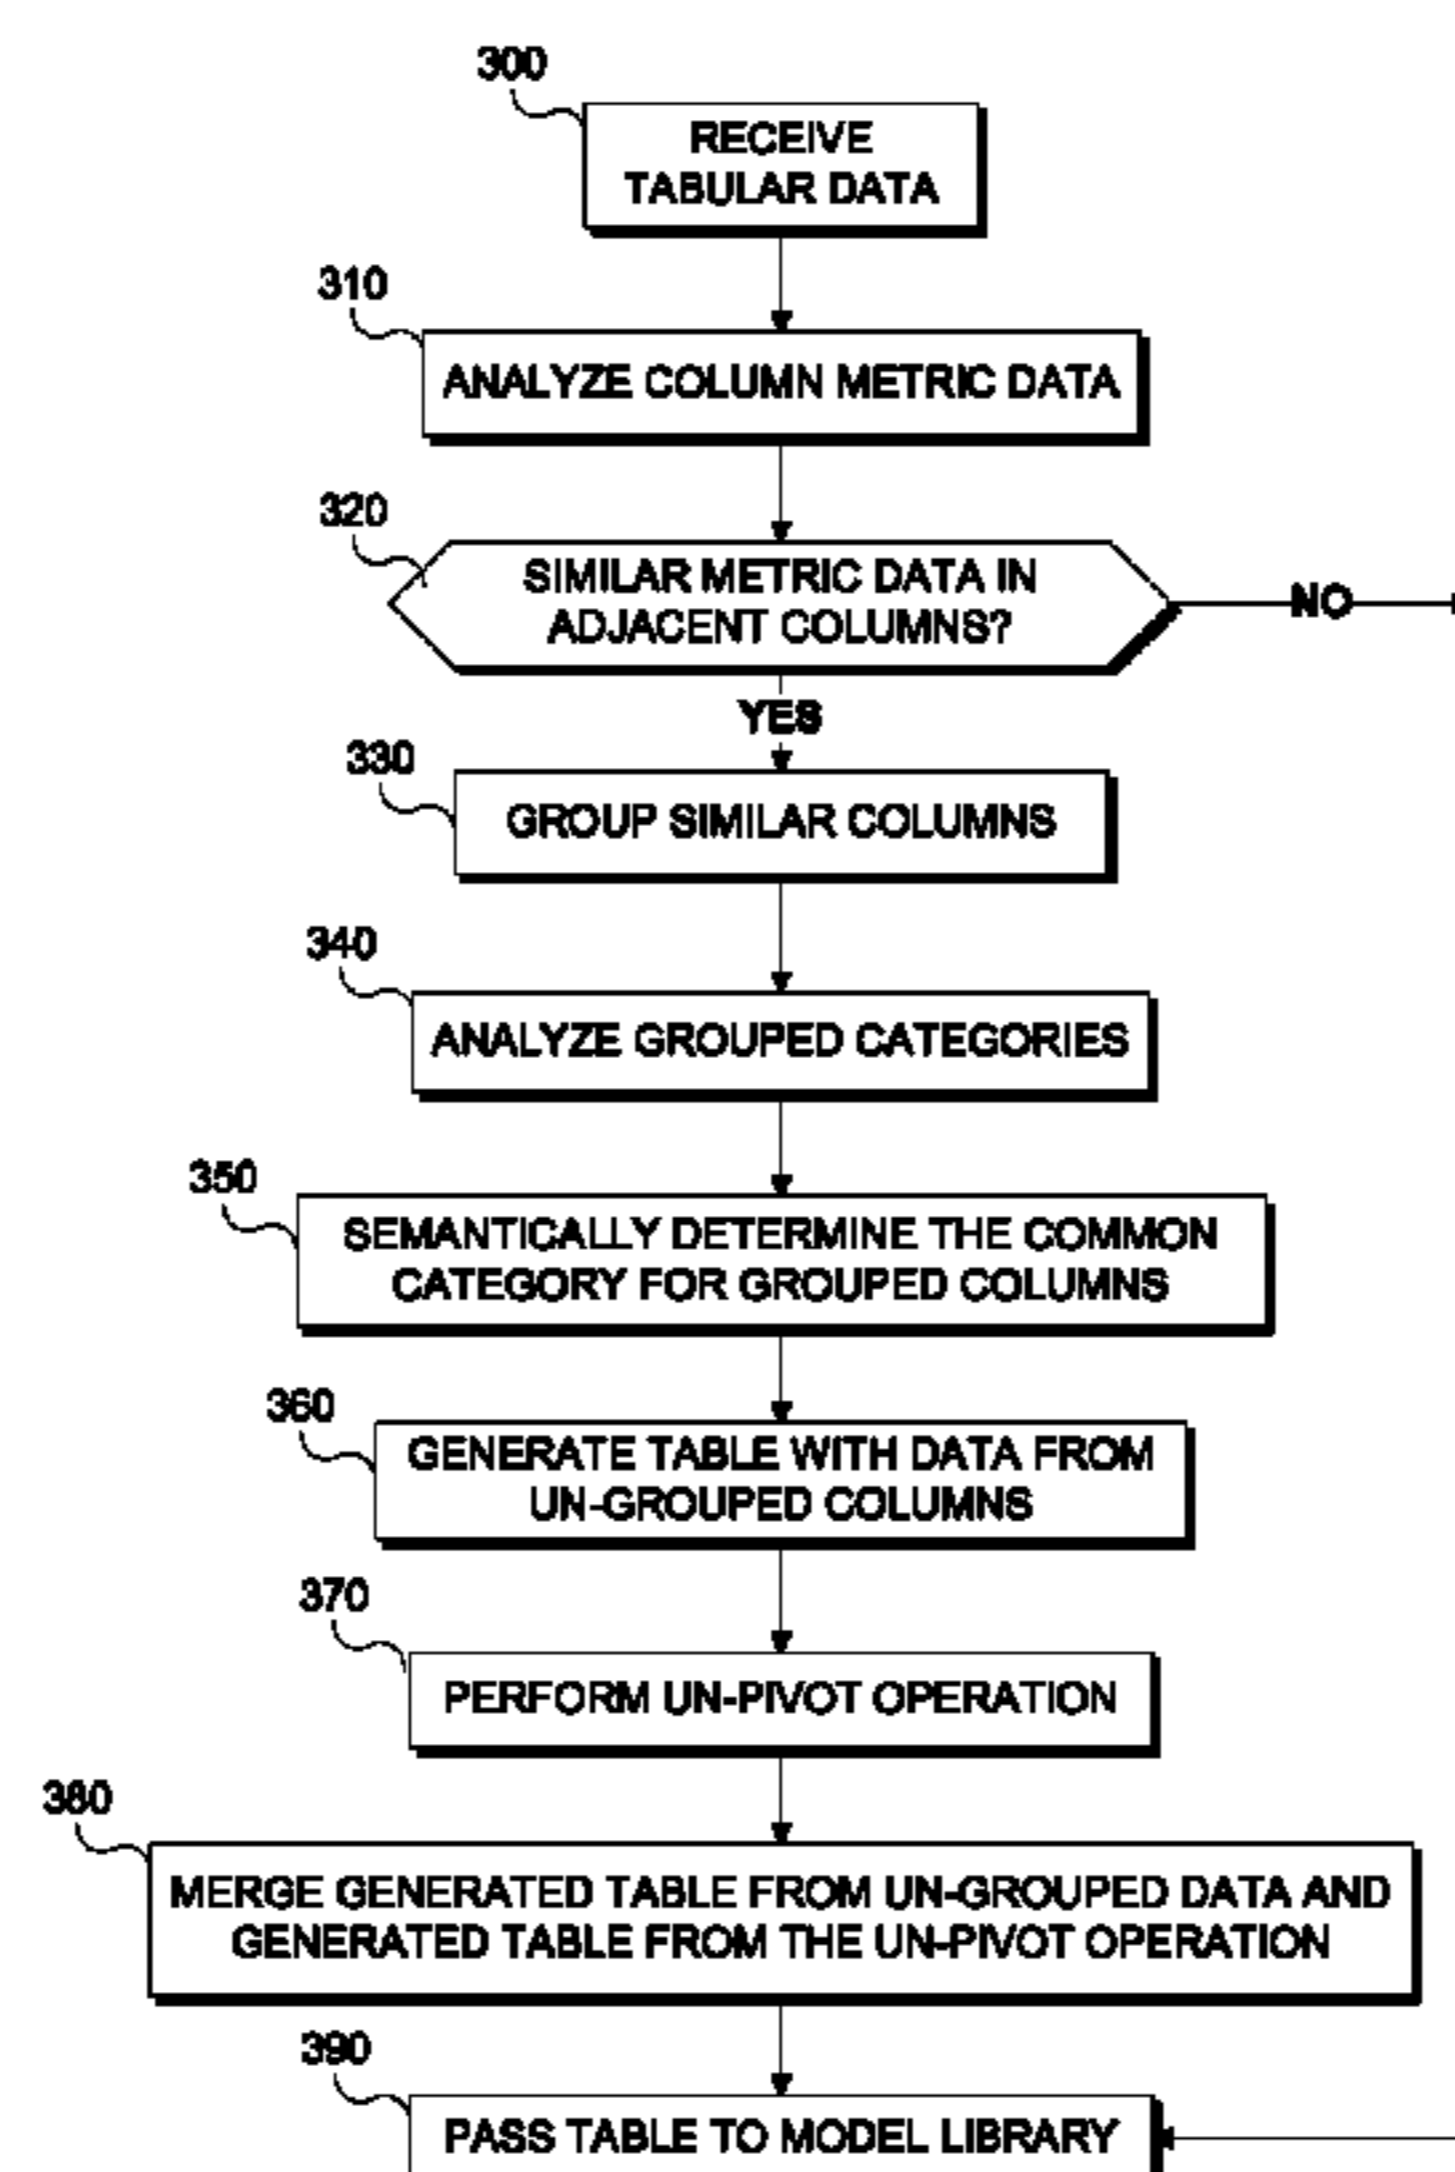 300
RECEIVE
TABULAR DATA
310
ANALYZE COLUMN METRIC DATA
320
SIMILAR METRIC DATA IN
ADJACENT COLUMNS?
NO
YES
330
GROUP SIMILAR COLUMNS
340
ANALYZE GROUPED CATEGORIES
350
SEMANTICALLY DETERMINE THE COMMON
CATEGORY FOR GROUPED COLUMNS
360
GENERATE TABLE WITH DATA FROM
UN-GROUPED COLUMNS
370
PERFORM UN-PIVOT OPERATION
380
MERGE GENERATED TABLE FROM UN-GROUPED DATA AND
GENERATED TABLE FROM THE UN-PIVOT OPERATION
390
PASS TABLE TO MODEL LIBRARY